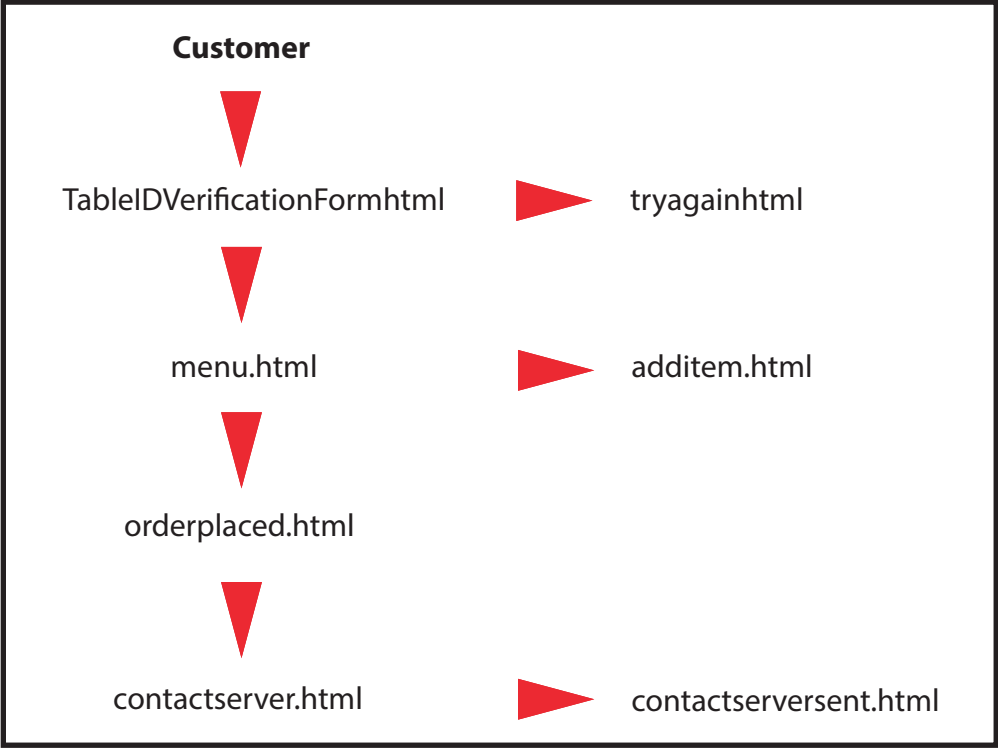 Customer
TableIDVerificationFormhtml
tryagainhtml
menu.html
additem.html
orderplaced.html
contactserver.html
contactserversent.html